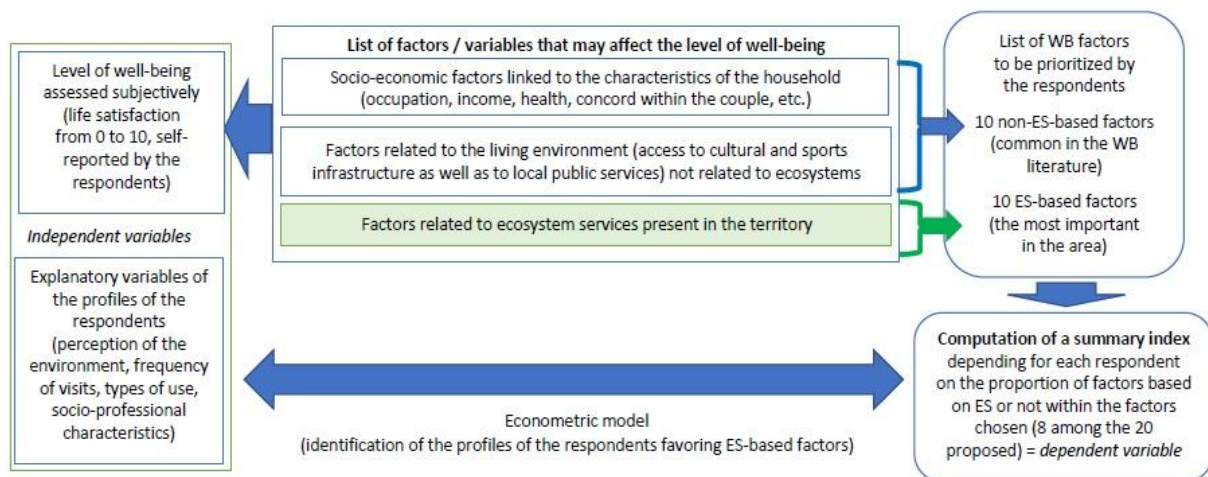 Level of well-being
assessed subjectively
(life satisfaction
from 0 to 10, self-
reported by the
respondents)
Independent variables
Explanatory variables of
the profiles of the
respondents
(perception of the
environment, frequency
of visits, types of use,
socio-professional
characteristics)
List of factors / variables that may affect the level of well-being
Socio-economic factors linked to the characteristics of the household
(occupation, income, health, concord within the couple, etc.)
Factors related to the living environment (access to cultural and sports
infrastructure as well as to local public services) not related to ecosystems
Factors related to ecosystem services present in the territory
List of WB factors
to be prioritized by
the respondents
10 non-ES-based factors
(common in the WB
literature)
10 ES-based factors
(the most important
in the area)
Computation of a summary index
depending for each respondent
on the proportion of factors based
on ES or not within the factors
chosen (8 among the 20
proposed) = dependent variable
Econometric model
(identification of the profiles of the respondents favoring ES-based factors)